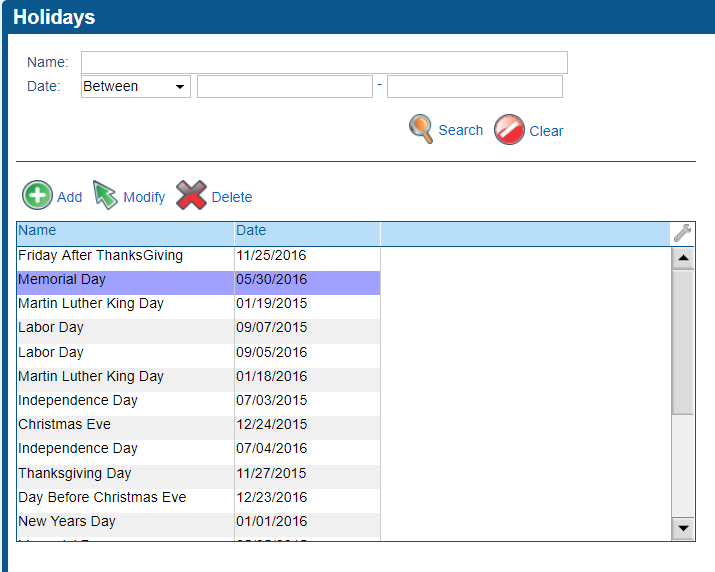 Holidays
Name:
Date: Between -
Search Clear
Add Modify Delete
Name Date
Friday After ThanksGiving 11/25/2016
Memorial Day 05/30/2016
Martin Luther King Day 01/19/2015
Labor Day 09/07/2015
Labor Day 09/05/2016
Martin Luther King Day 01/18/2016
Independence Day 07/03/2015
Christmas Eve 12/24/2015
Independence Day 07/04/2016
Thanksgiving Day 11/27/2015
Day Before Christmas Eve 12/23/2016
New Years Day 01/01/2016